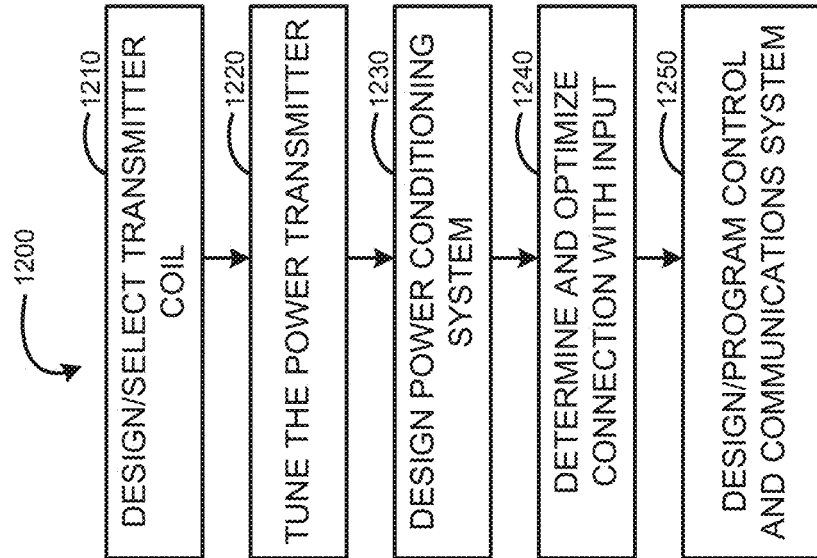 1200
1210
DESIGN/SELECT TRANSMITTER
COIL
1220
TUNE THE POWER TRANSMITTER
1230
DESIGN POWER CONDITIONING
SYSTEM
1240
DETERMINE AND OPTIMIZE
CONNECTION WITH INPUT
1250
DESIGN/PROGRAM CONTROL
AND COMMUNICATIONS SYSTEM